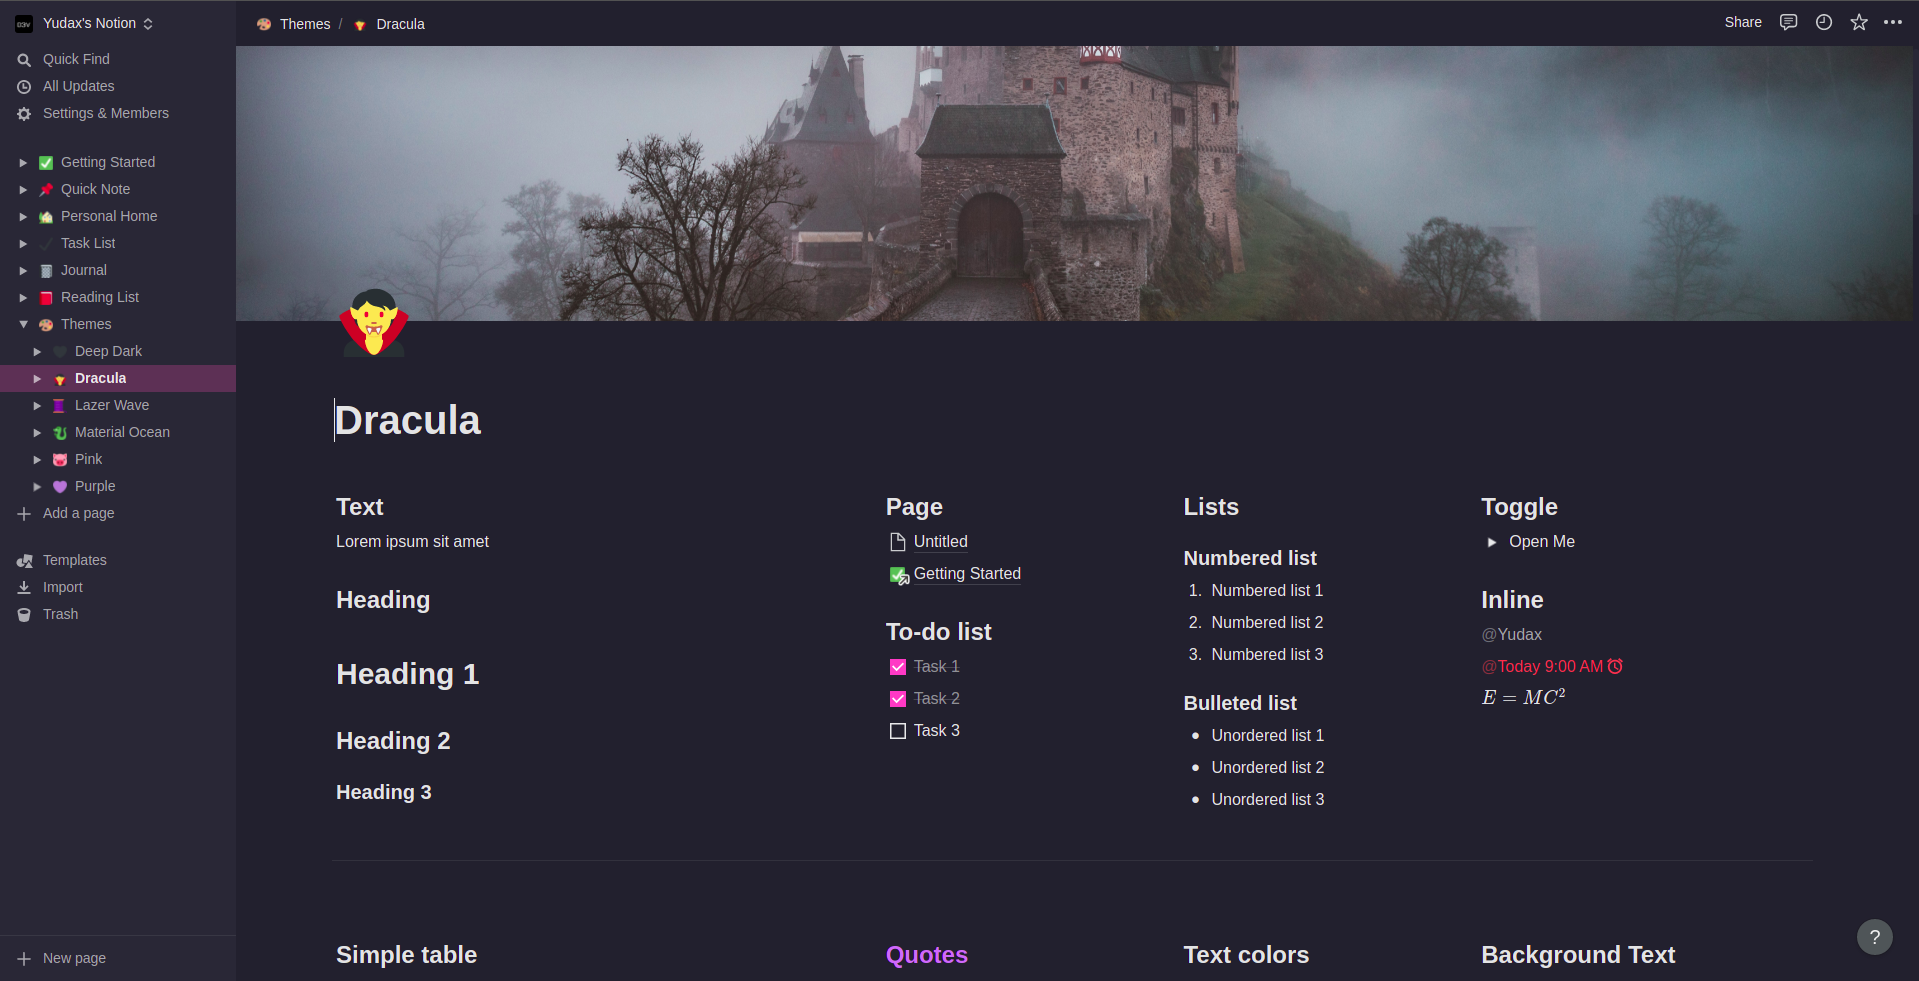 Yudax's Notion
Quick Find
All Updates
Settings & Members
Getting Started
Quick Note
Personal Home
Task List
Journal
Reading List
Themes
Deep Dark
Dracula
Lazer Wave
Material Ocean
Pink
Purple
Add a page
Templates
Import
Trash
New page
Themes / Dracula
Share
Dracula
Text
Lorem ipsum sit amet
Heading
Heading 1
Heading 2
Heading 3
Page
Untitled
Getting Started
To-do list
Task 1
Task 2
Task 3
Lists
Numbered list
1. Numbered list 1
2. Numbered list 2
3. Numbered list 3
Bulleted list
• Unordered list 1
• Unordered list 2
• Unordered list 3
Toggle
Open Me
Inline
@Yudax
@Today 9:00 AM
E = MC²
Simple table
Quotes
Text colors
Background Text
?